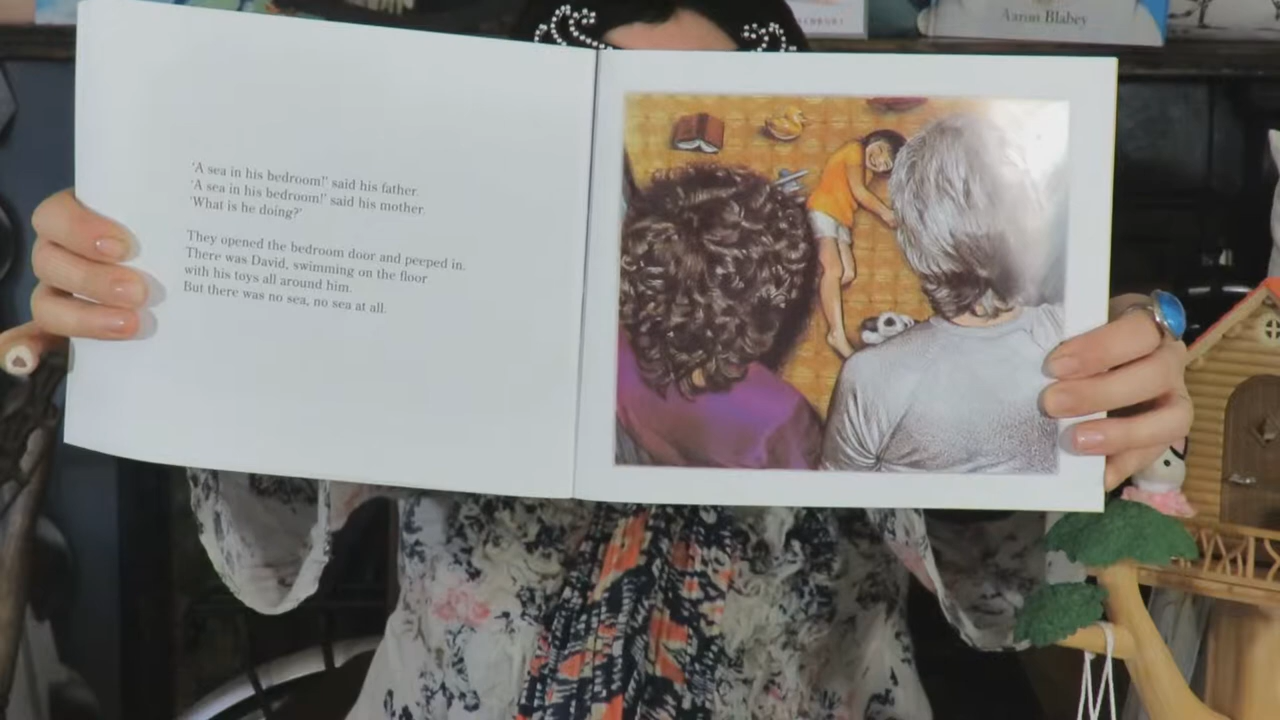 Aaron Blabey
'A sea in his bedroom!' said his father.
'A sea in his bedroom!' said his mother.
'What is he doing?'
They opened the bedroom door and peeped in.
There was David, swimming on the floor
with his toys all around him.
But there was no sea, no sea at all.